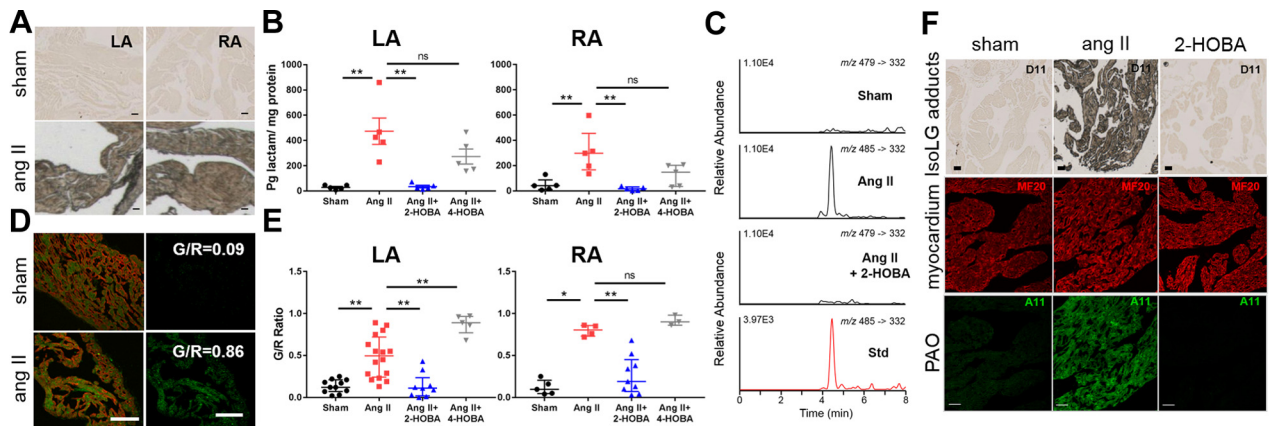 A
LA
RA
sham
ang II
B
LA
RA
Pg lactam/ mg protein
1000
800
600
400
200
0
**
**
ns
Sham
Ang II
Ang II+
2-HOBA
Ang II+
4-HOBA
1000
800
600
400
200
0
**
**
ns
Sham
Ang II
Ang II+
2-HOBA
Ang II+
4-HOBA
C
Relative Abundance
Relative Abundance
1.10E4
m/z 479 -> 332
Sham
1.10E4
m/z 485 -> 332
Ang II
1.10E4
m/z 479 -> 332
Ang II
+ 2-HOBA
3.97E3
m/z 485 -> 332
Std
0
2
4
6
8
Time (min)
D
sham
G/R=0.09
ang II
G/R=0.86
E
LA
RA
G/R Ratio
1.5
1.0
0.5
0.0
**
**
**
Sham
Ang II
Ang II+
2-HOBA
Ang II+
4-HOBA
1.5
1.0
0.5
0.0
*
**
ns
Sham
Ang II
Ang II+
2-HOBA
Ang II+
4-HOBA
F
sham
ang II
2-HOBA
IsoLG adducts
D11
D11
D11
myocardium
MF20
MF20
MF20
PAO
A11
A11
A11